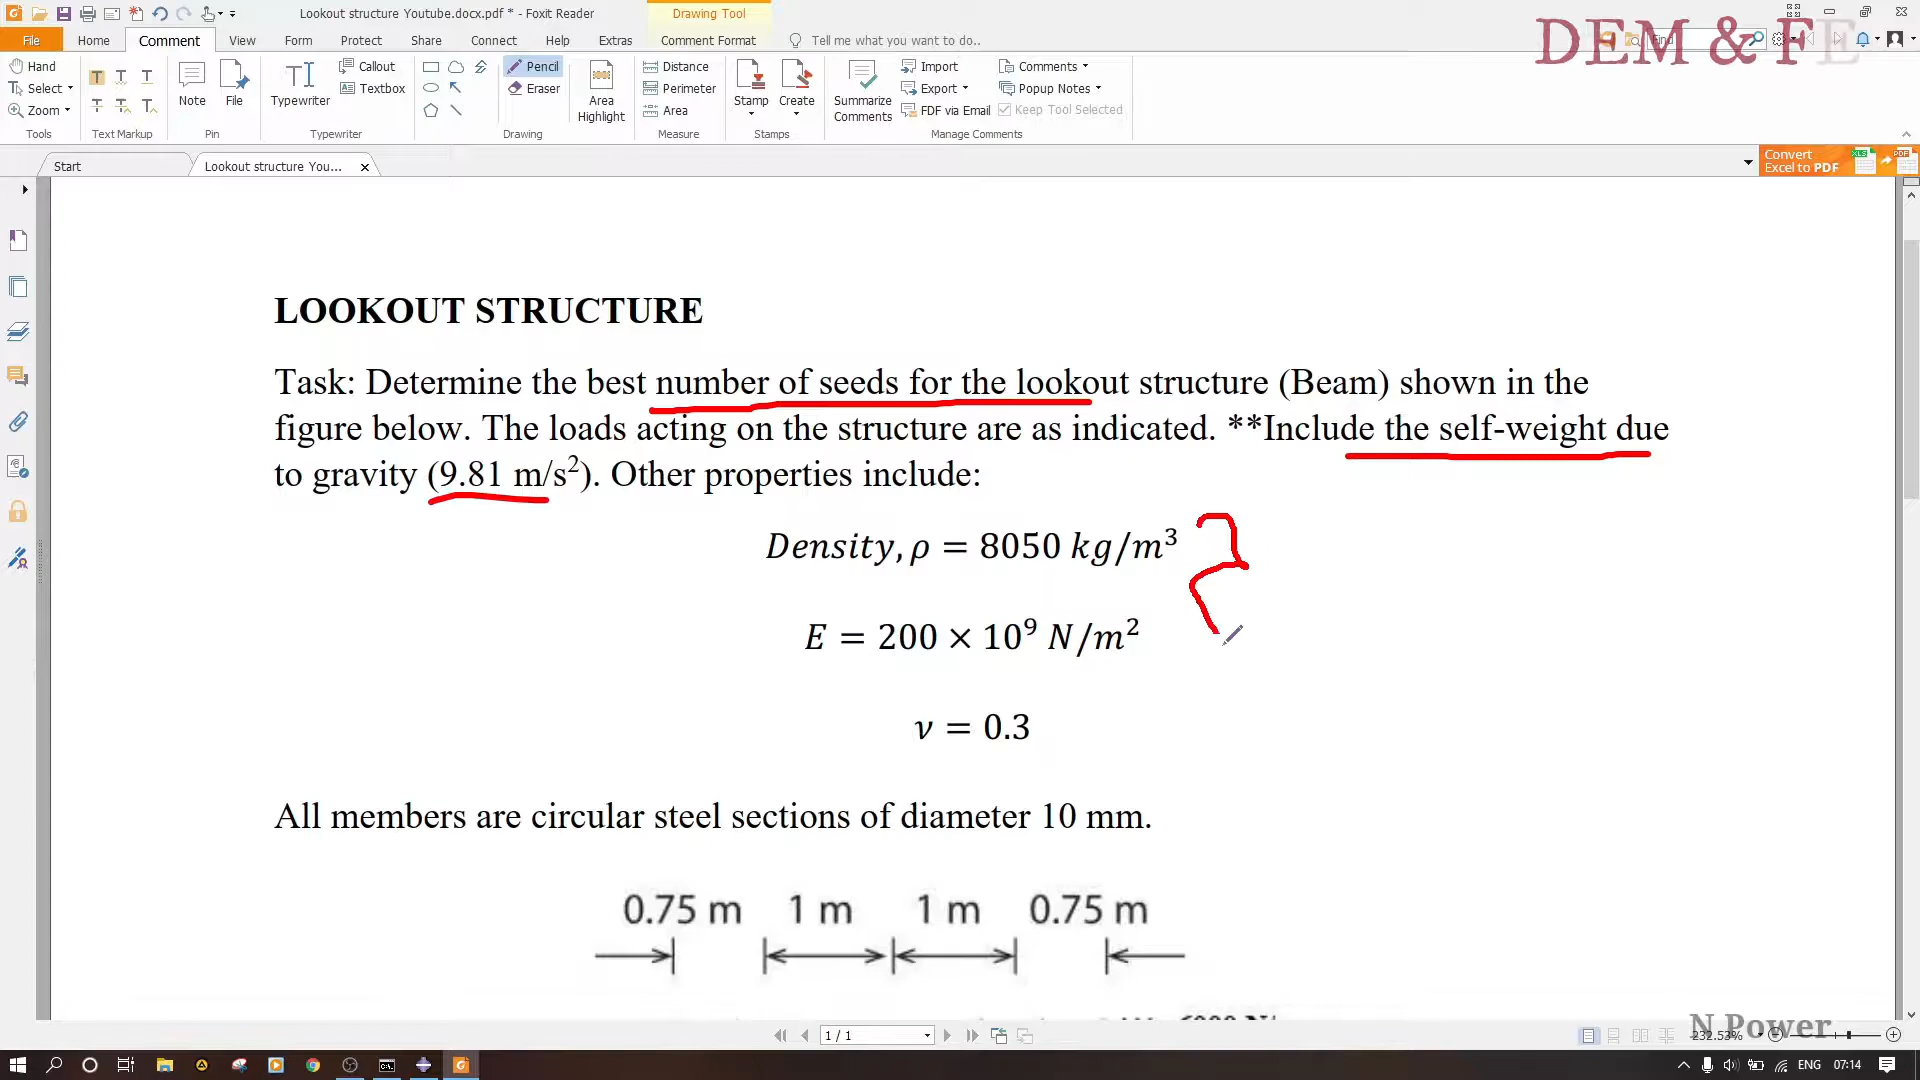 Lookout structure Youtube.docx.pdf * - Foxit Reader
Drawing Tool
DEM & FE
File
Home
Comment
View
Form
Protect
Share
Connect
Help
Extras
Comment Format
Tell me what you want to do..
Find
Hand
Select
Zoom
Tools
Text Markup
Note
File
Pin
Typewriter
Callout
Textbox
Typewriter
Pencil
Eraser
Drawing
Area
Highlight
Distance
Perimeter
Area
Measure
Stamp
Create
Stamps
Summarize
Comments
Import
Export
FDF via Email
Comments
Popup Notes
Keep Tool Selected
Manage Comments
Start
Lookout structure You...
Convert
Excel to PDF
LOOKOUT STRUCTURE
Task: Determine the best number of seeds for the lookout structure (Beam) shown in the
figure below. The loads acting on the structure are as indicated. **Include the self-weight due
to gravity (9.81 m/s²). Other properties include:
Density, ρ = 8050 kg/m³
E = 200 × 10⁹ N/m²
ν = 0.3
All members are circular steel sections of diameter 10 mm.
0.75 m 1 m 1 m 0.75 m
1 / 1
N Power
232.53%
ENG
07:14